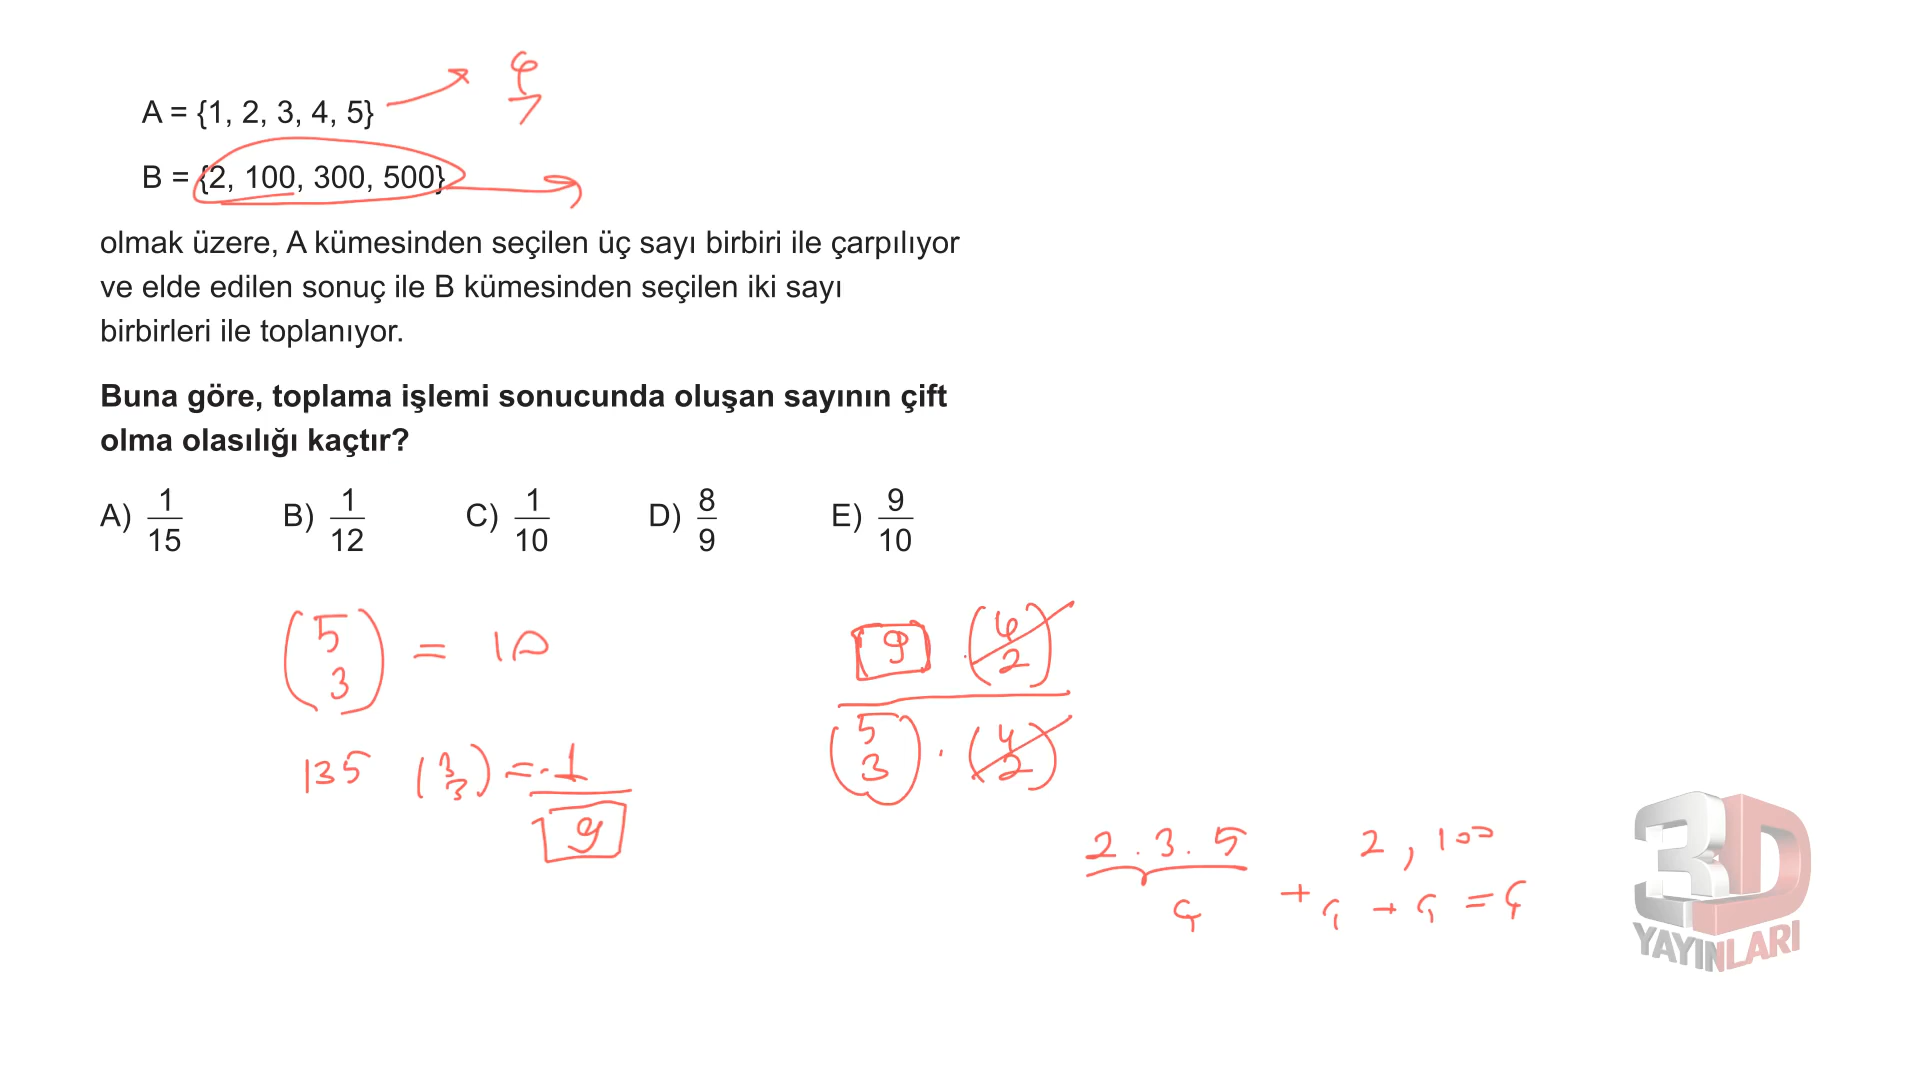 A = {1, 2, 3, 4, 5}
ç
7
B = {2, 100, 300, 500}
olmak üzere, A kümesinden seçilen üç sayı birbiri ile çarpılıyor
ve elde edilen sonuç ile B kümesinden seçilen iki sayı
birbirleri ile toplanıyor.
Buna göre, toplama işlemi sonucunda oluşan sayının çift
olma olasılığı kaçtır?
A) 1/15 B) 1/12 C) 1/10 D) 8/9 E) 9/10
(5 3) = 10
135 (3 3) = - 1
9
9 . (4 2)
(5 3) . (4 2)
2 . 3 . 5 2, 100
ç + ç + ç = ç
3D
YAYINLARI